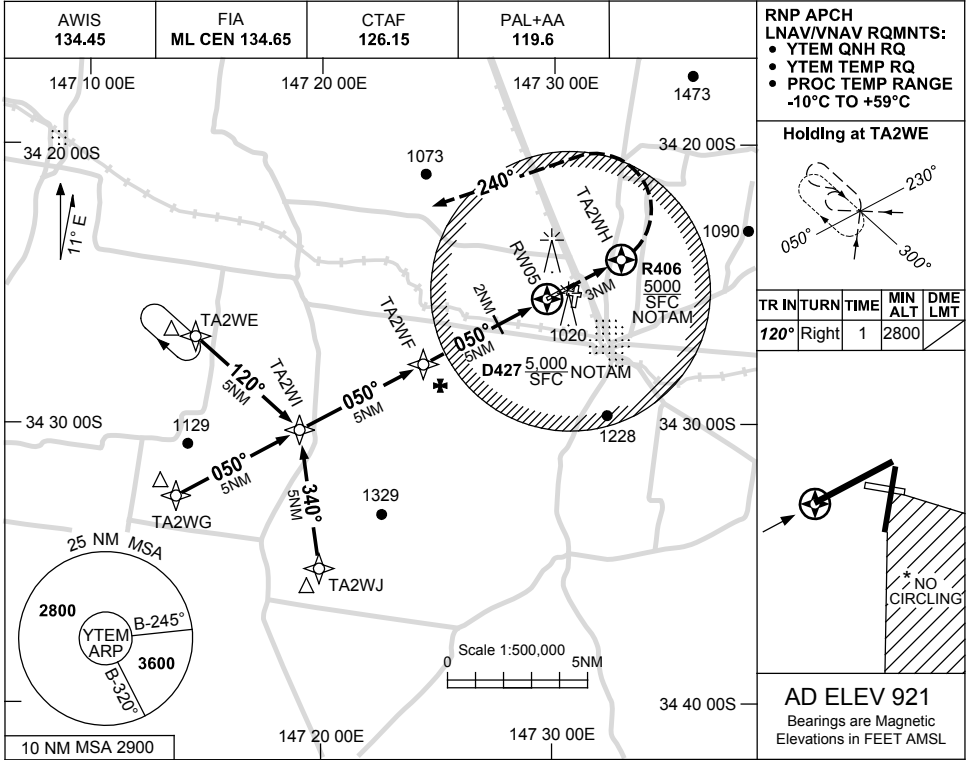 AWIS
134.45
FIA
ML CEN 134.65
CTAF
126.15
PAL+AA
119.6
RNP APCH
LNAV/VNAV RQMNTS:
• YTEM QNH RQ
• YTEM TEMP RQ
• PROC TEMP RANGE
-10°C TO +59°C
147 10 00E
147 20 00E
147 30 00E
1473
34 20 00S
34 20 00S
1073
240°
TA2WH
1090
11° E
RW05
R406
5000
SFC
NOTAM
3NM
2NM
1020
TA2WE
TA2WF
050°
5NM
D427 5,000
SFC
NOTAM
120°
5NM
TA2WI
050°
5NM
34 30 00S
34 30 00S
1129
1228
050°
5NM
340°
5NM
1329
TA2WG
TA2WJ
25 NM MSA
2800
B-245°
YTEM
ARP
3600
B-320°
Scale 1:500,000
0
5NM
34 40 00S
10 NM MSA 2900
147 20 00E
147 30 00E
Holding at TA2WE
230°
050°
300°
TR IN
TURN
TIME
MIN
ALT
DME
LMT
120°
Right
1
2800
* NO
CIRCLING
AD ELEV 921
Bearings are Magnetic
Elevations in FEET AMSL